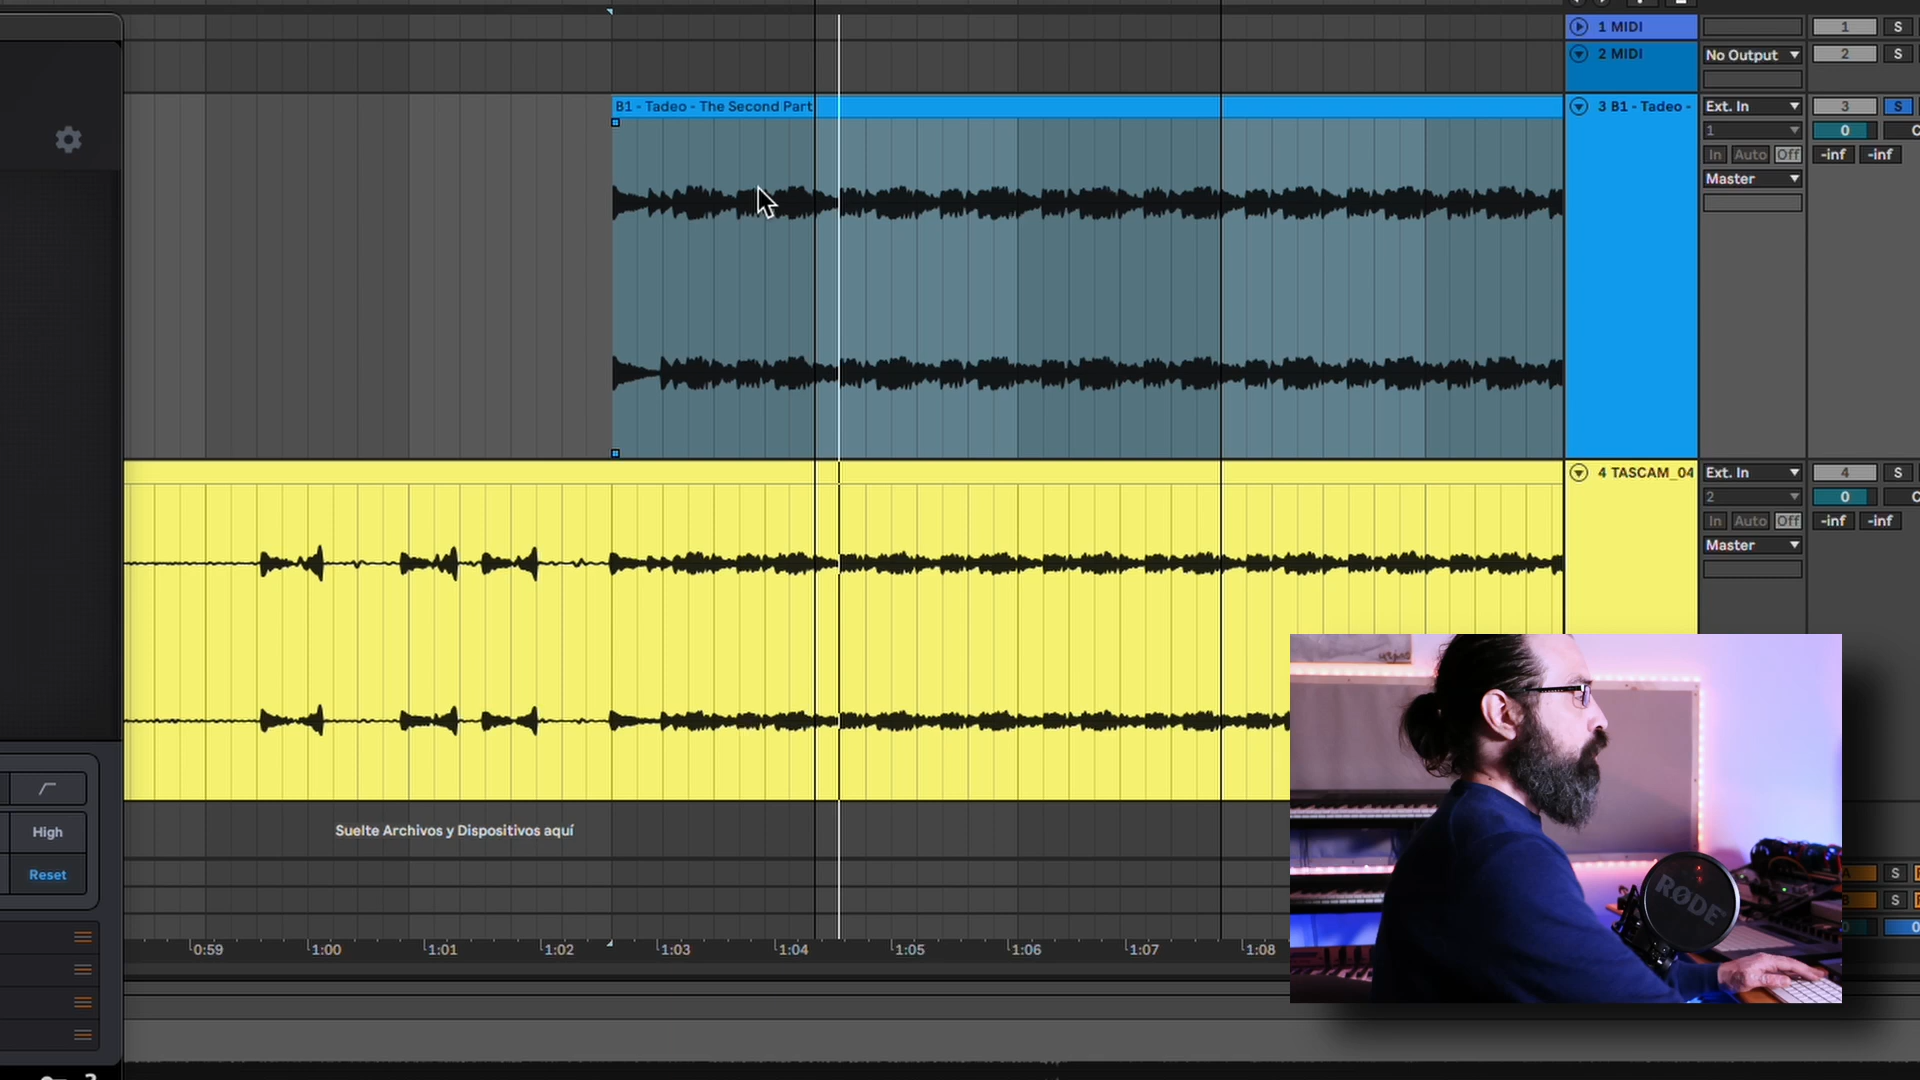 1 MIDI
1
S
2 MIDI
No Output
2
S
B1 - Tadeo - The Second Part
3 B1 - Tadeo -
Ext. In
3
S
1
0
C
In
Auto
Off
-inf
-inf
Master
4 TASCAM_04
Ext. In
4
S
2
0
C
In
Auto
Off
-inf
-inf
Master
High
Suelte Archivos y Dispositivos aquí
Reset
S
S
0
0:59
1:00
1:01
1:02
1:03
1:04
1:05
1:06
1:07
1:08
RØDE